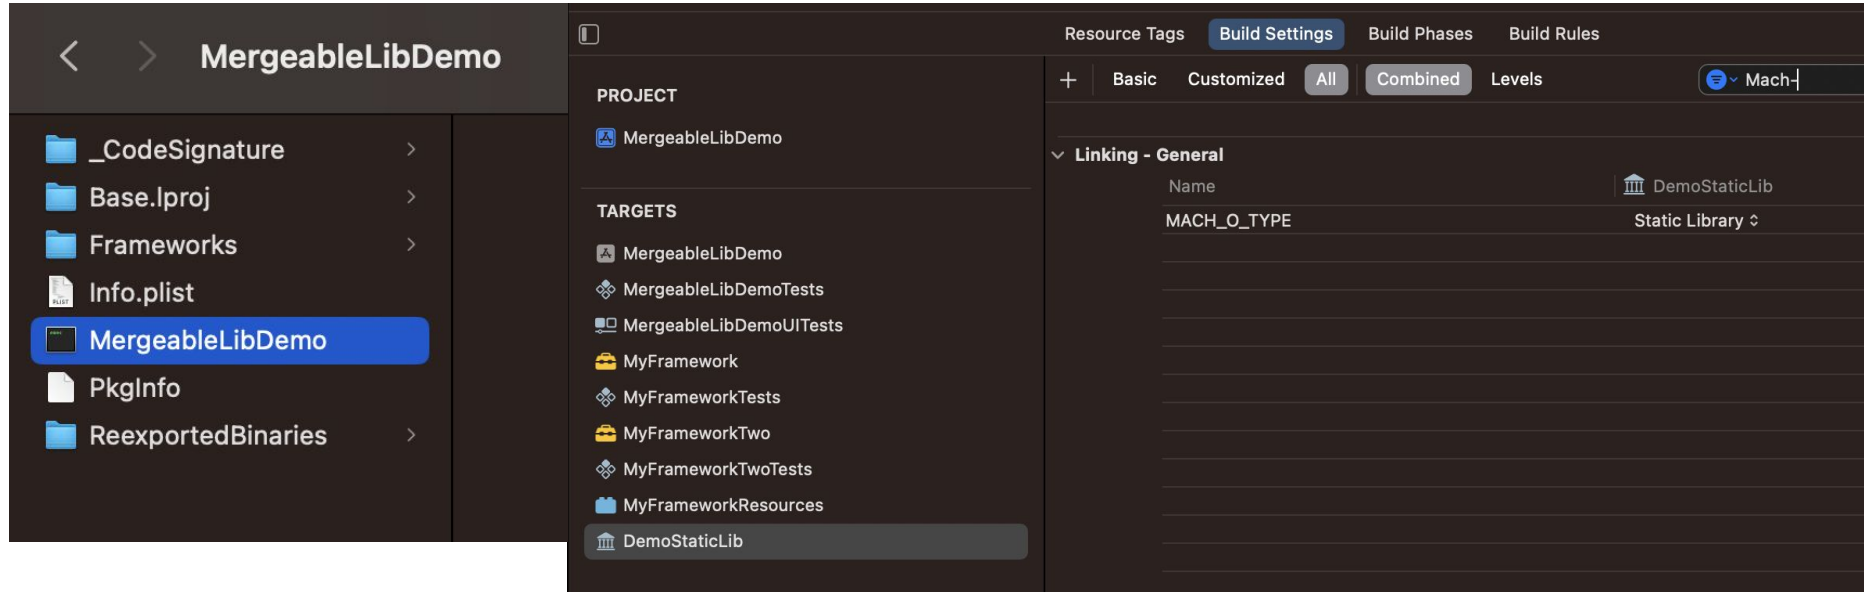 MergeableLibDemo
_CodeSignature
Base.lproj
Frameworks
Info.plist
MergeableLibDemo
PkgInfo
ReexportedBinaries
Resource Tags Build Settings Build Phases Build Rules
PROJECT
MergeableLibDemo
TARGETS
MergeableLibDemo
MergeableLibDemoTests
MergeableLibDemoUITests
MyFramework
MyFrameworkTests
MyFrameworkTwo
MyFrameworkTwoTests
MyFrameworkResources
DemoStaticLib
+ Basic Customized All Combined Levels Mach-
Linking - General
Name DemoStaticLib
MACH_O_TYPE Static Library